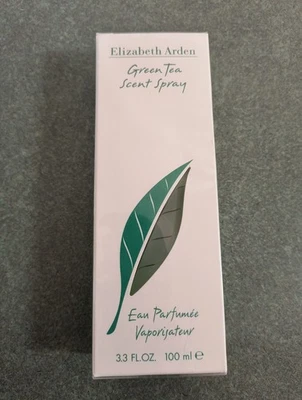 Elizabeth Arden
Green Tea
Scent Spray
Eau Parfumée
Vaporisateur
3.3 FL.OZ. 100 ml ℮